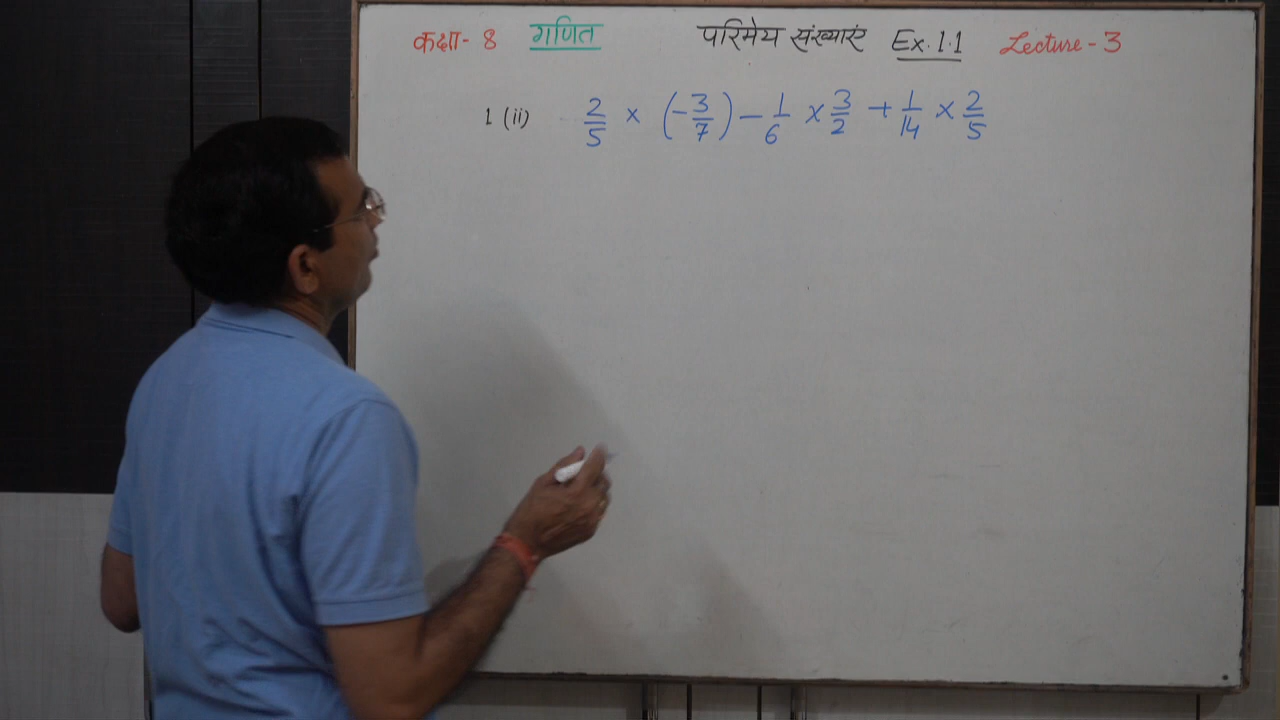 कक्षा- 8 गणित परिमेय संख्याएं Ex. 1.1 Lecture - 3
1 (ii) 2/5 × (-3/7) - 1/6 × 3/2 + 1/14 × 2/5